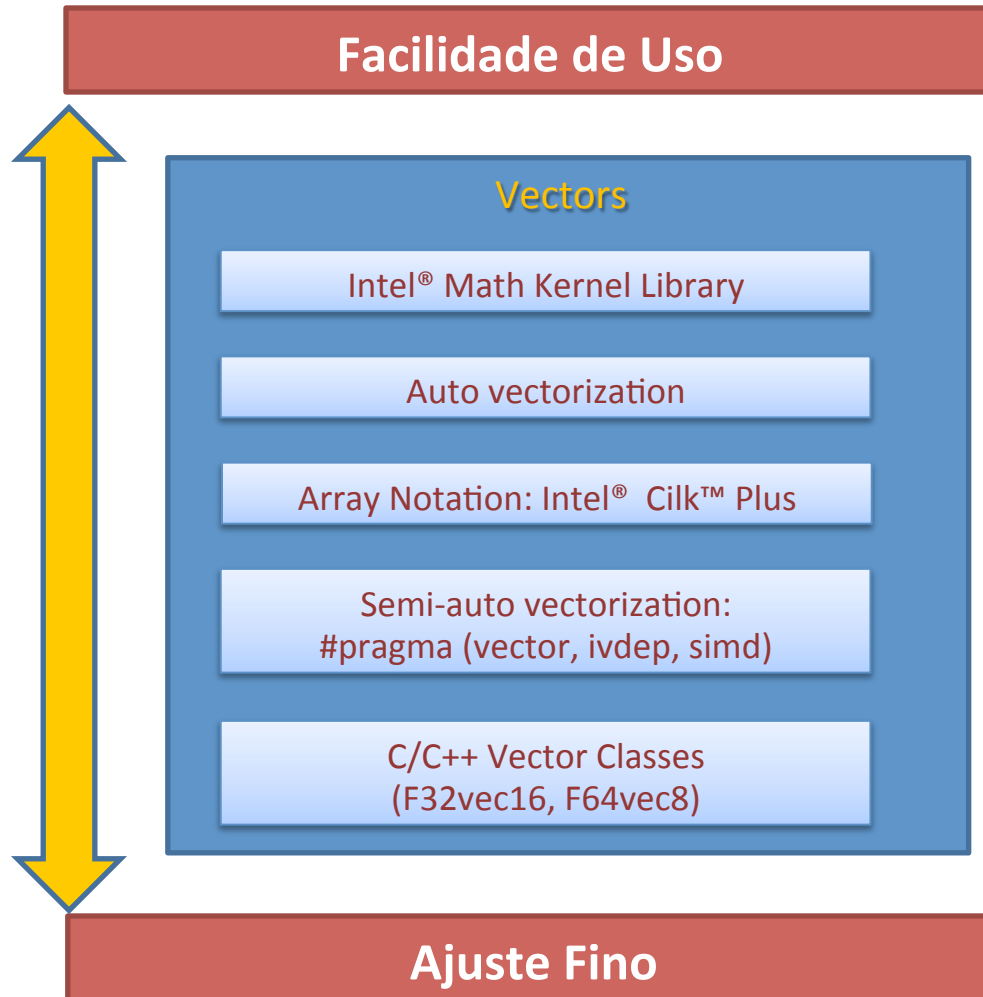 Facilidade de Uso
Vectors
Intel® Math Kernel Library
Auto vectorization
Array Notation: Intel® Cilk™ Plus
Semi-auto vectorization:
#pragma (vector, ivdep, simd)
C/C++ Vector Classes
(F32vec16, F64vec8)
Ajuste Fino